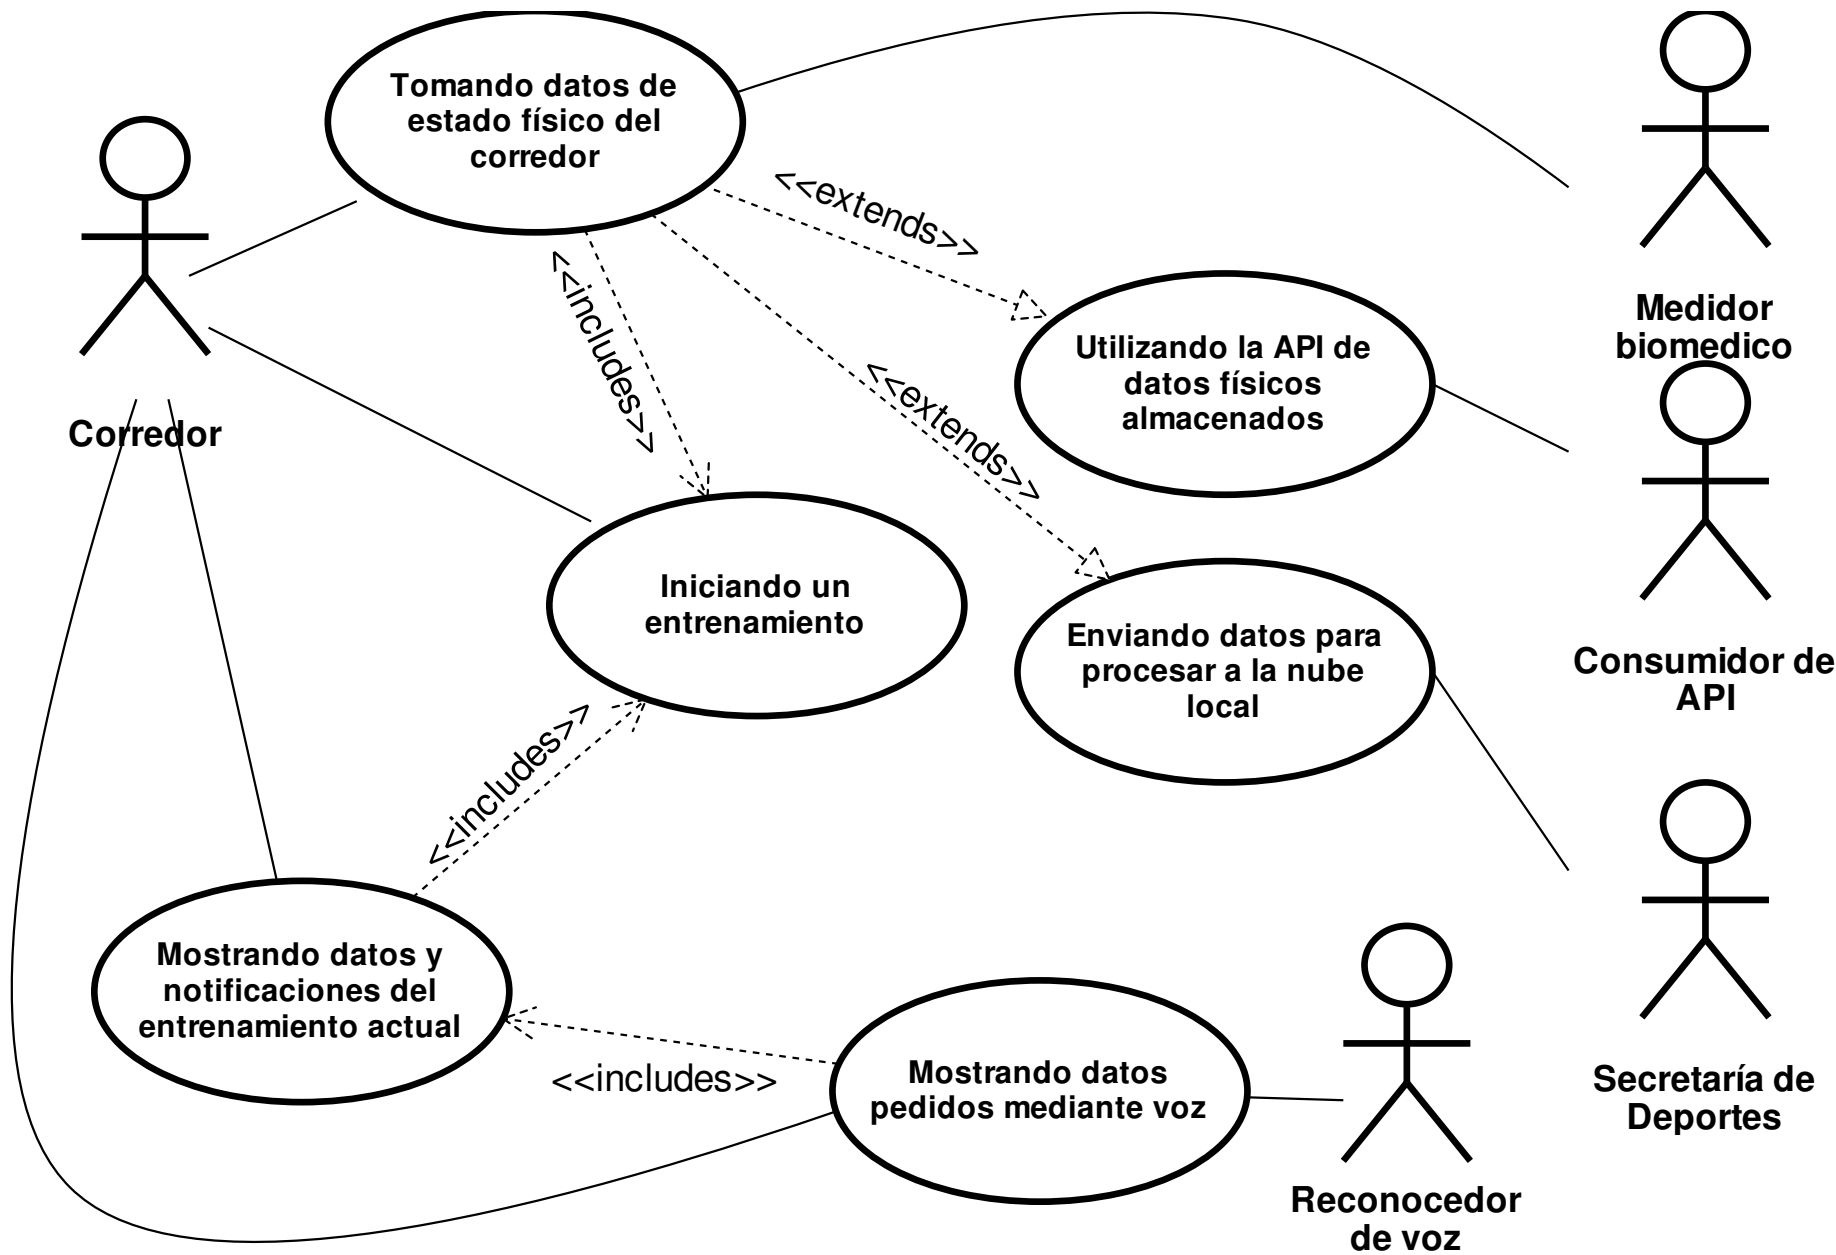 Tomando datos de
estado físico del
corredor
<<extends>>
<<includes>>
Medidor
biomedico
Utilizando la API de
datos físicos
almacenados
<<extends>>
Corredor
Iniciando un
entrenamiento
Enviando datos para
procesar a la nube
local
Consumidor de
API
<<includes>>
Mostrando datos y
notificaciones del
entrenamiento actual
<<includes>>
Mostrando datos
pedidos mediante voz
Secretaría de
Deportes
Reconocedor
de voz